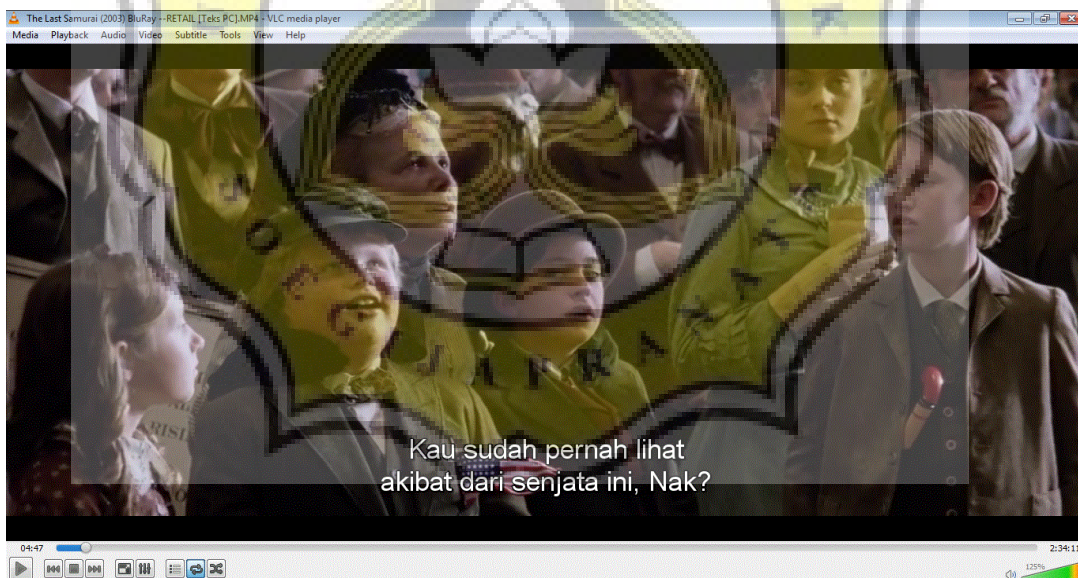 The Last Samurai (2003) BluRay --RETAIL [Teks PC].MP4 - VLC media player
Media Playback Audio Video Subtitle Tools View Help
Kau sudah pernah lihat
akibat dari senjata ini, Nak?
04:47
2:34:11
125%